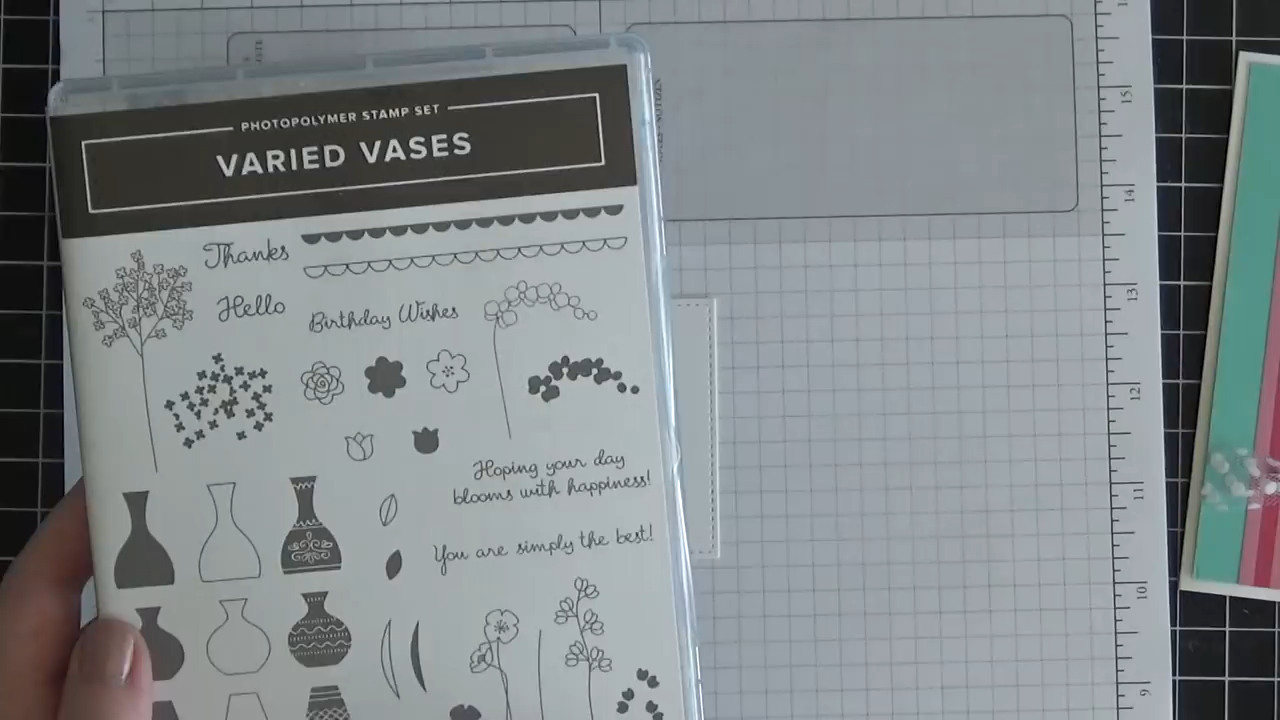 PHOTOPOLYMER STAMP SET
VARIED VASES
Thanks
Hello
Birthday Wishes
Hoping your day
blooms with happiness!
You are simply the best!
15
14
13
12
11
10
9